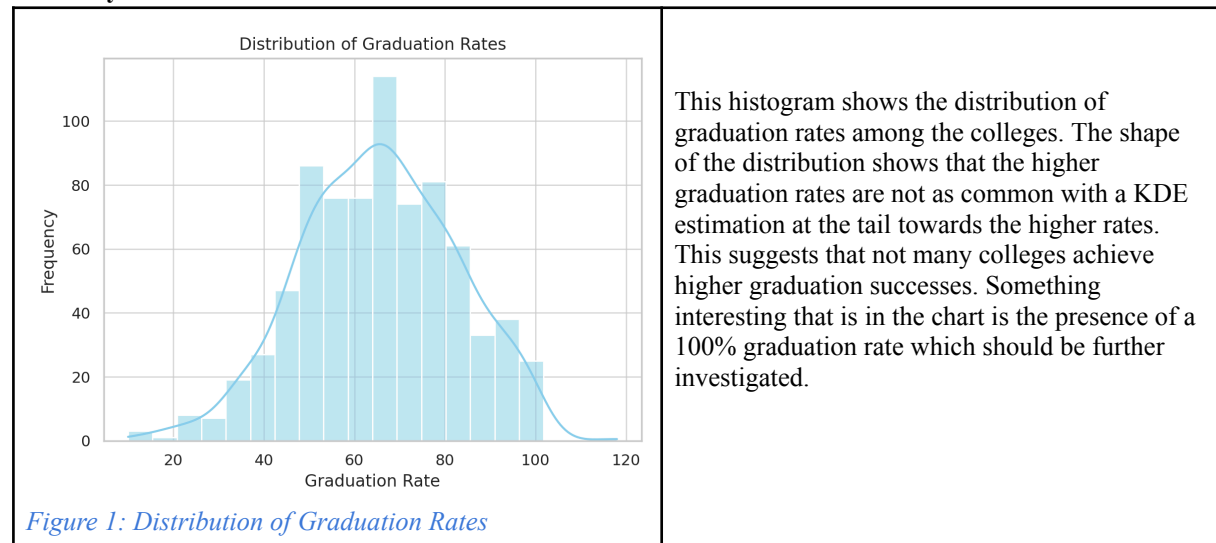 Distribution of Graduation Rates
100
80
60
40
20
0
Frequency
20 40 60 80 100 120
Graduation Rate
Figure 1: Distribution of Graduation Rates
This histogram shows the distribution of
graduation rates among the colleges. The shape
of the distribution shows that the higher
graduation rates are not as common with a KDE
estimation at the tail towards the higher rates.
This suggests that not many colleges achieve
higher graduation successes. Something
interesting that is in the chart is the presence of a
100% graduation rate which should be further
investigated.